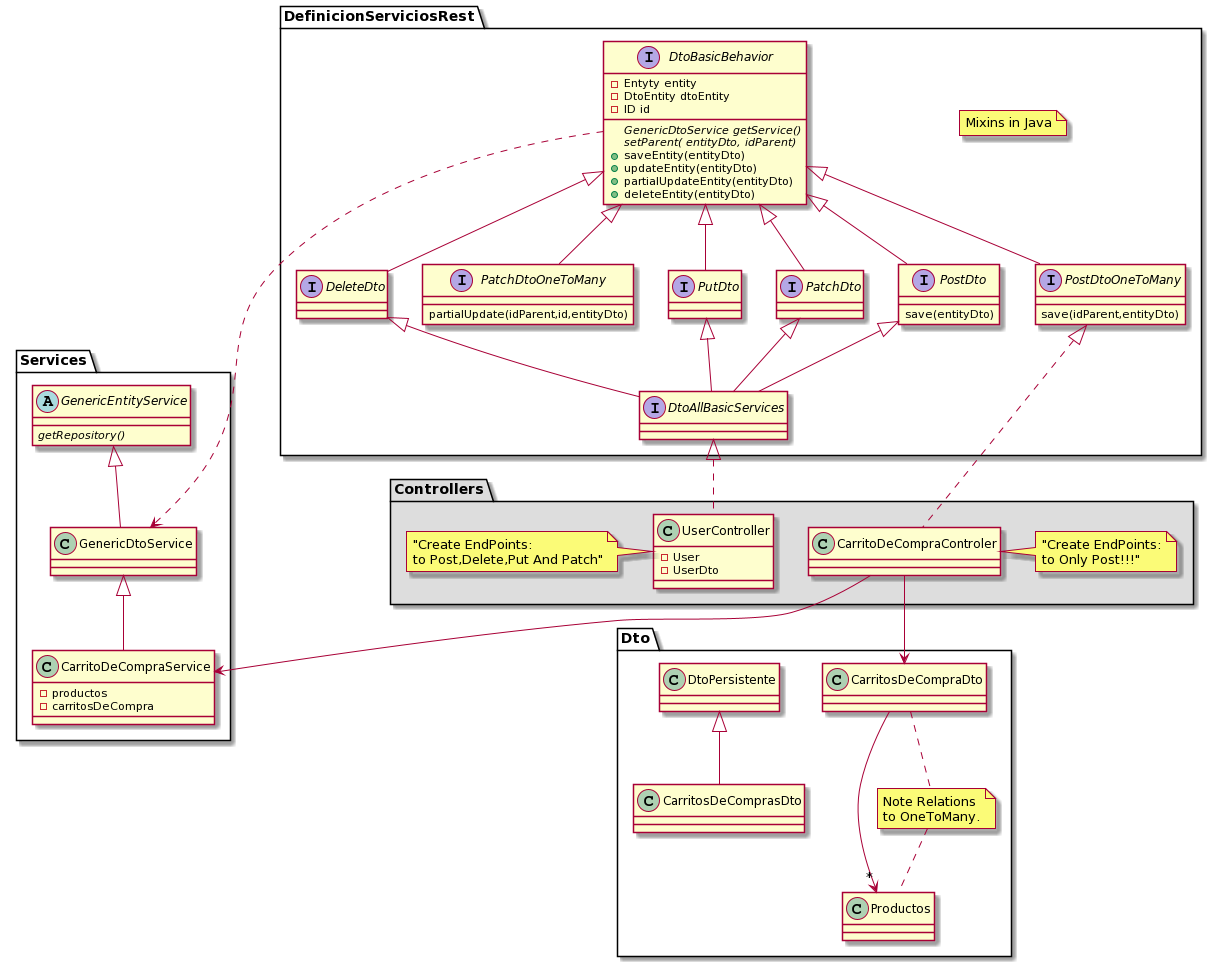 DefinicionServiciosRest
I DtoBasicBehavior
Entyty entity
DtoEntity dtoEntity
ID id
GenericDtoService getService()
setParent( entityDto, idParent)
saveEntity(entityDto)
updateEntity(entityDto)
partialUpdateEntity(entityDto)
deleteEntity(entityDto)
Mixins in Java
I DeleteDto
I PatchDtoOneToMany
partialUpdate(idParent,id,entityDto)
I PutDto
I PatchDto
I PostDto
save(entityDto)
I PostDtoOneToMany
save(idParent,entityDto)
I DtoAllBasicServices
Services
A GenericEntityService
getRepository()
C GenericDtoService
C CarritoDeCompraService
productos
carritosDeCompra
Controllers
"Create EndPoints:
to Post,Delete,Put And Patch"
C UserController
User
UserDto
C CarritoDeCompraControler
"Create EndPoints:
to Only Post!!!"
Dto
C DtoPersistente
C CarritosDeCompraDto
C CarritosDeComprasDto
Note Relations
to OneToMany.
*
C Productos